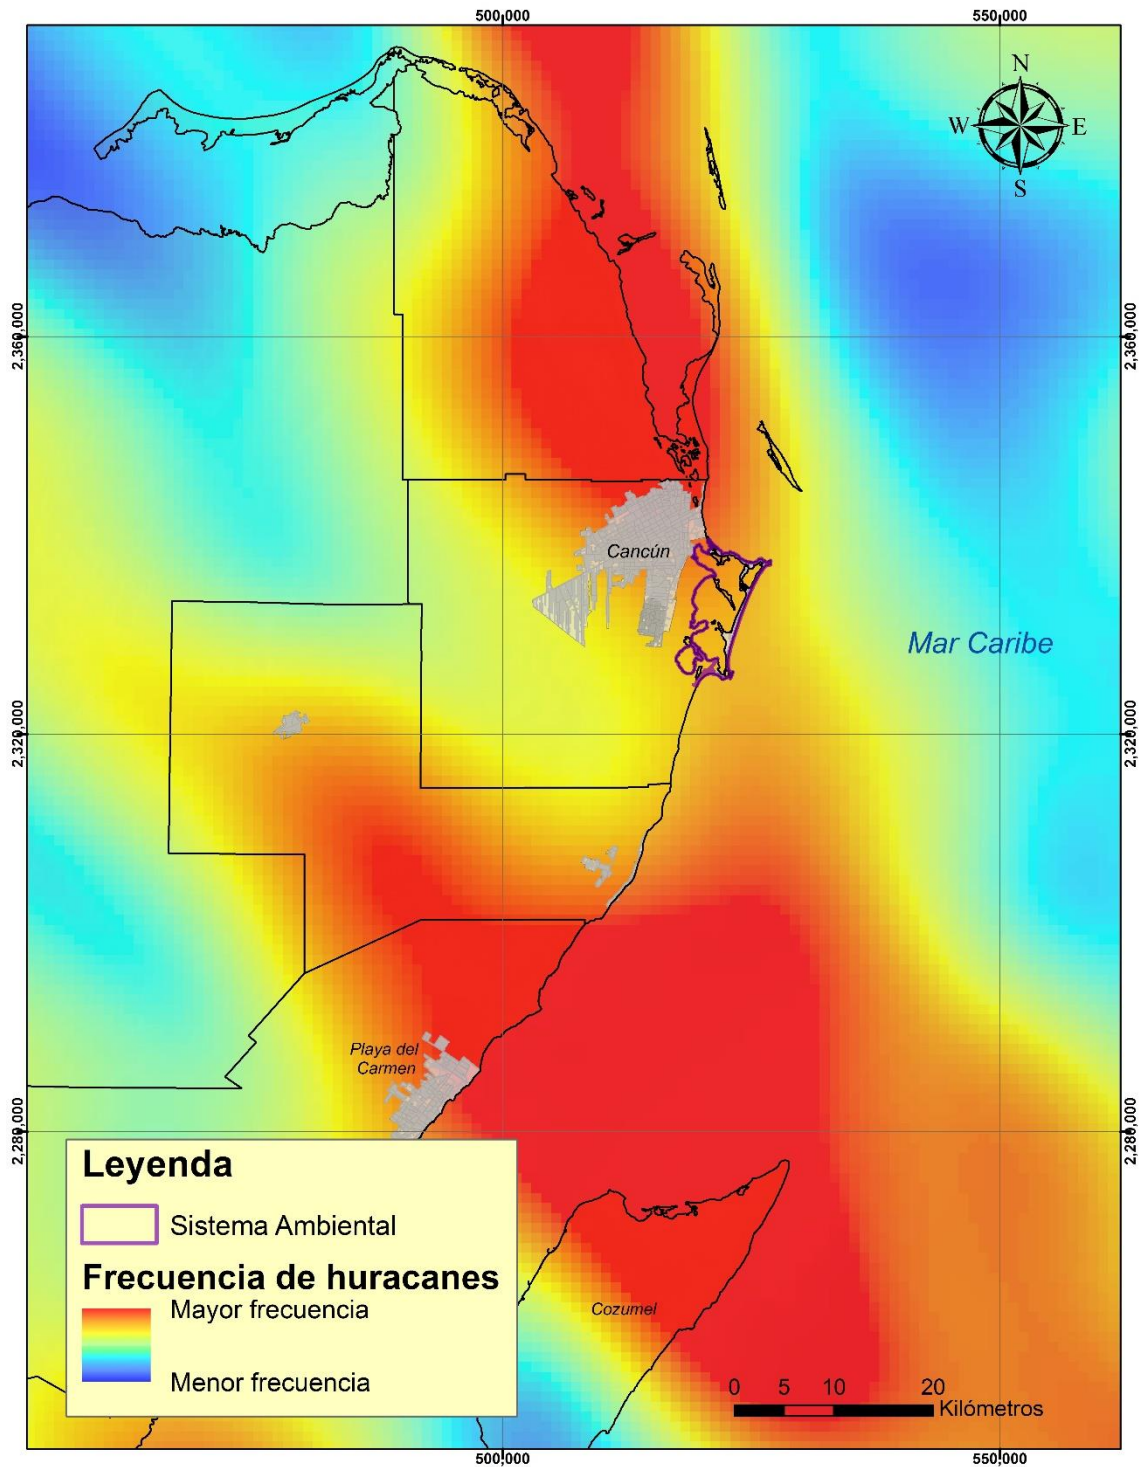 500,000
550,000
N
W
E
S
2,360,000
2,360,000
Cancún
Mar Caribe
2,320,000
2,320,000
Playa del
Carmen
2,280,000
2,280,000
Leyenda
Sistema Ambiental
Frecuencia de huracanes
Mayor frecuencia
Menor frecuencia
Cozumel
0
5
10
20
Kilómetros
500,000
550,000